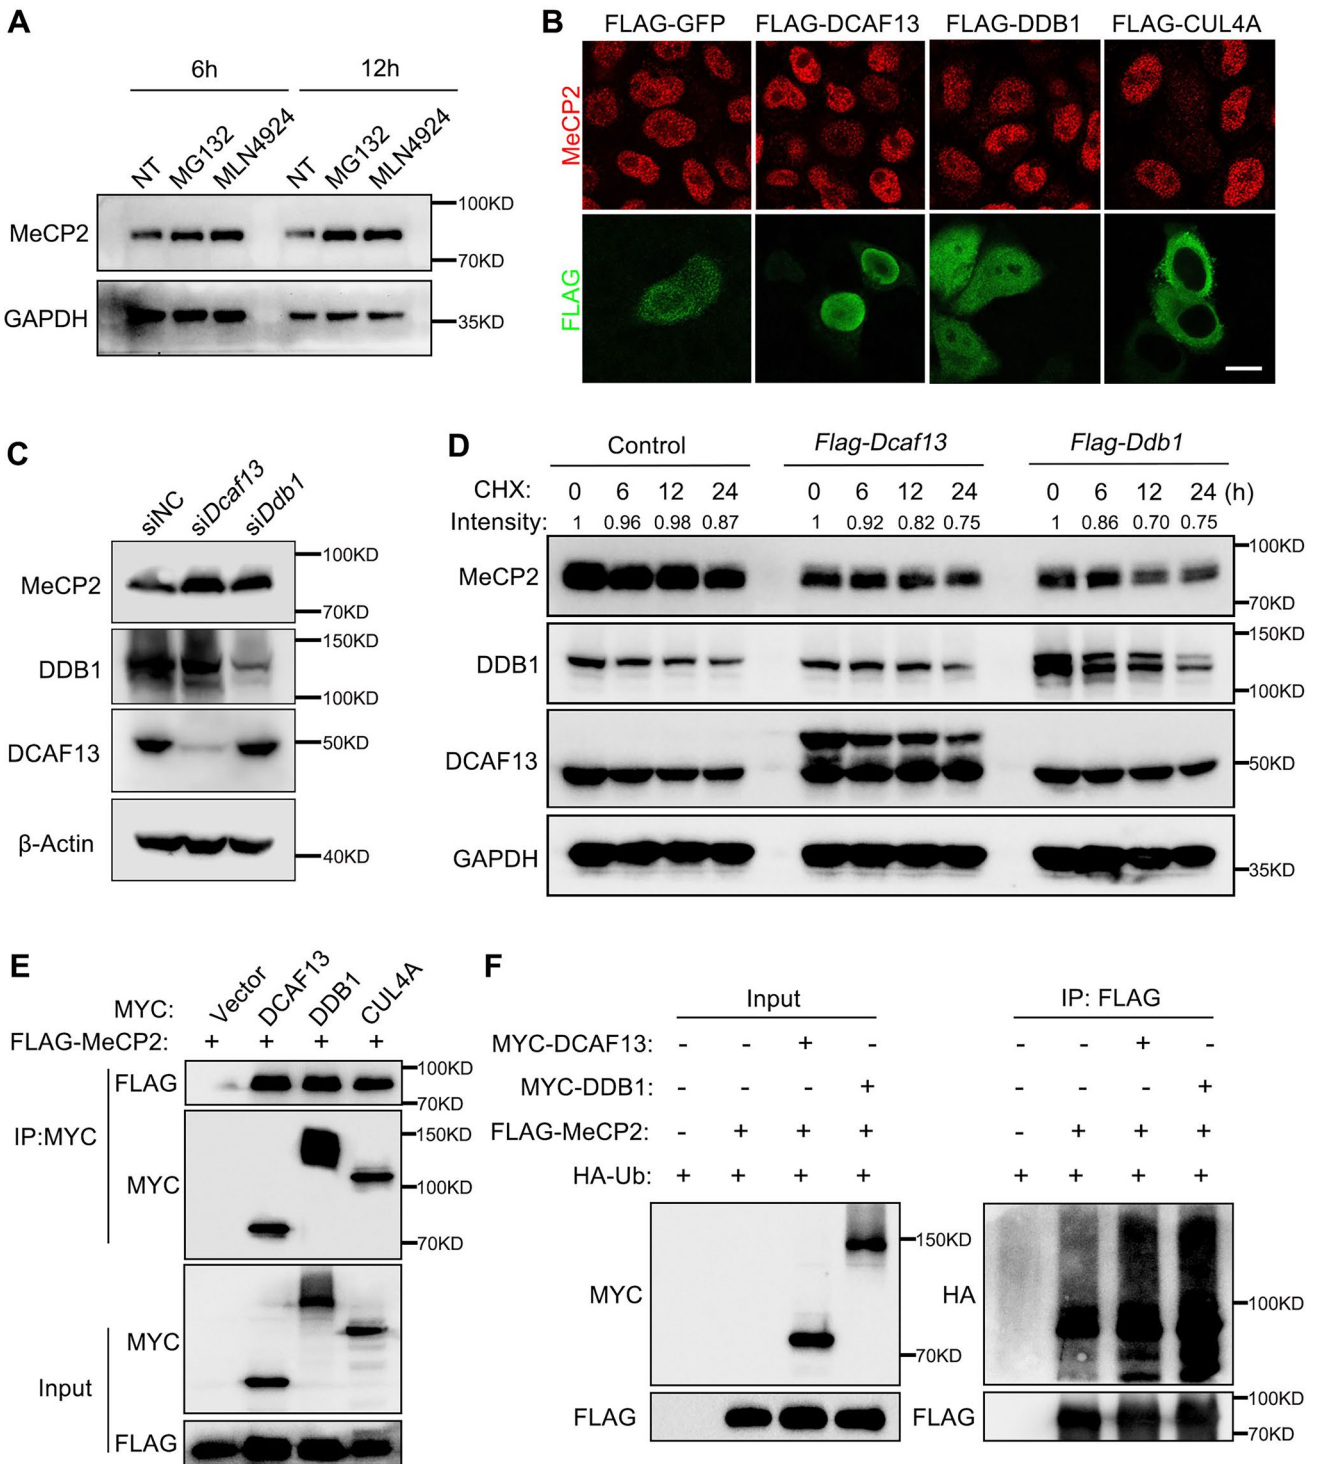 A
6h 12h
NT MG132 MLN4924 NT MG132 MLN4924
MeCP2
100KD
70KD
GAPDH
35KD
B
FLAG-GFP FLAG-DCAF13 FLAG-DDB1 FLAG-CUL4A
MeCP2
FLAG
C
siNC siDcaf13 siDdb1
MeCP2
100KD
70KD
DDB1
150KD
100KD
DCAF13
50KD
β-Actin
40KD
D
Control Flag-Dcaf13 Flag-Ddb1
CHX: 0 6 12 24 0 6 12 24 0 6 12 24 (h)
Intensity: 1 0.96 0.98 0.87 1 0.92 0.82 0.75 1 0.86 0.70 0.75
MeCP2
100KD
70KD
DDB1
150KD
100KD
DCAF13
50KD
GAPDH
35KD
E
MYC: Vector DCAF13 DDB1 CUL4A
FLAG-MeCP2: + + + +
IP:MYC
FLAG
100KD
70KD
MYC
150KD
100KD
70KD
Input
MYC
FLAG
F
Input IP: FLAG
MYC-DCAF13: - - + - - - + -
MYC-DDB1: - - - + - - - +
FLAG-MeCP2: - + + + - + + +
HA-Ub: + + + + + + + +
MYC
150KD
70KD
FLAG
HA
100KD
FLAG
100KD
70KD